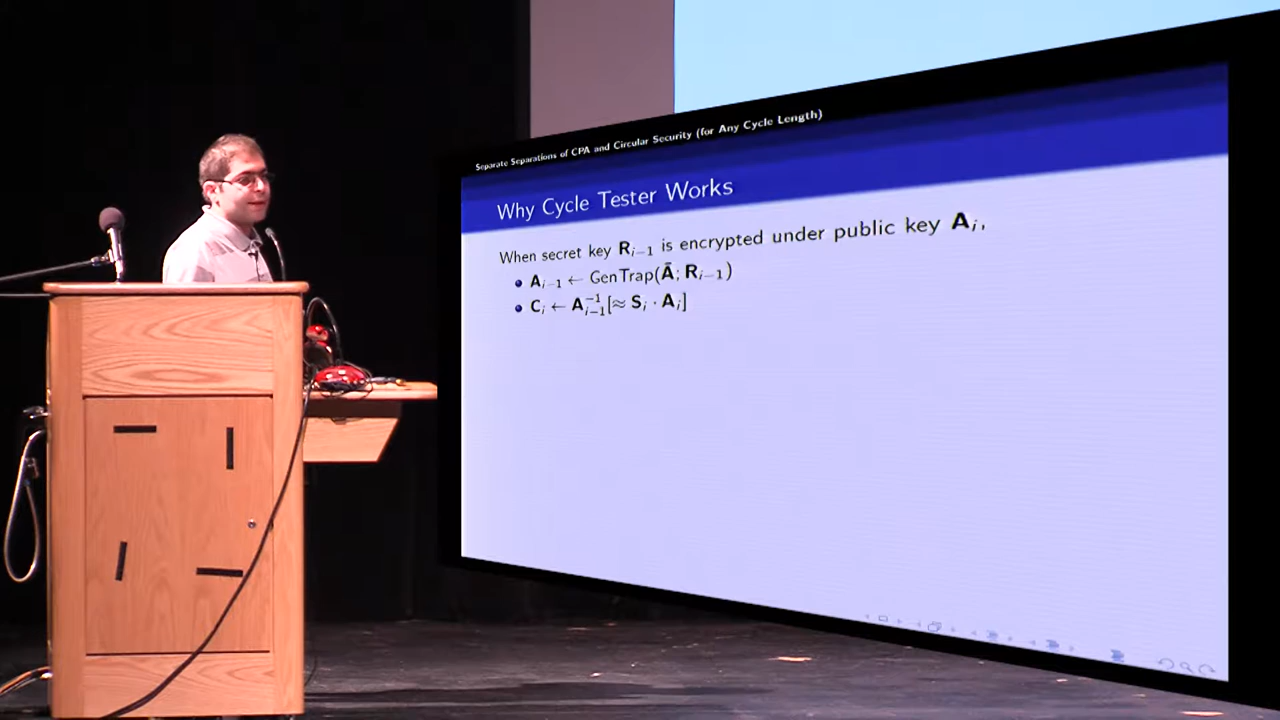 Separate Separations of CPA and Circular Security (for Any Cycle Length)
Why Cycle Tester Works
When secret key R_{i−1} is encrypted under public key A_i,
• A_{i−1} ← GenTrap(Ā; R_{i−1})
• C_i ← A_{i−1}^{−1}[≈ S_i · A_i]